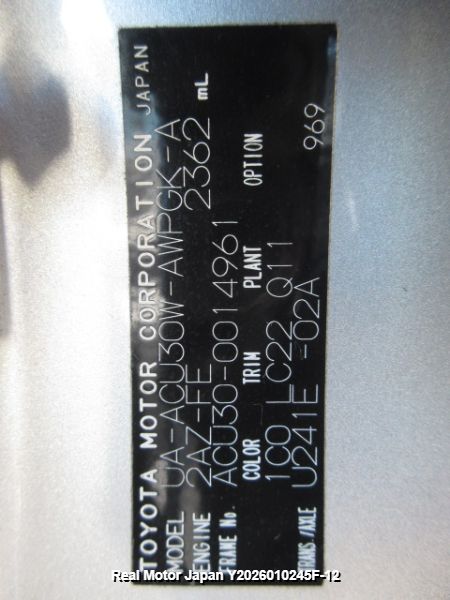 TOYOTA MOTOR CORPORATION JAPAN
MODEL UA-ACU30W-AWPGK-A
ENGINE 2AZ-FE 2362 mL
FRAME No. ACU30-0014961
COLOR TRIM PLANT OPTION
1C0 LC22 Q11 969
TRANS./AXLE U241E -02A
Real Motor Japan Y2026010245F-12